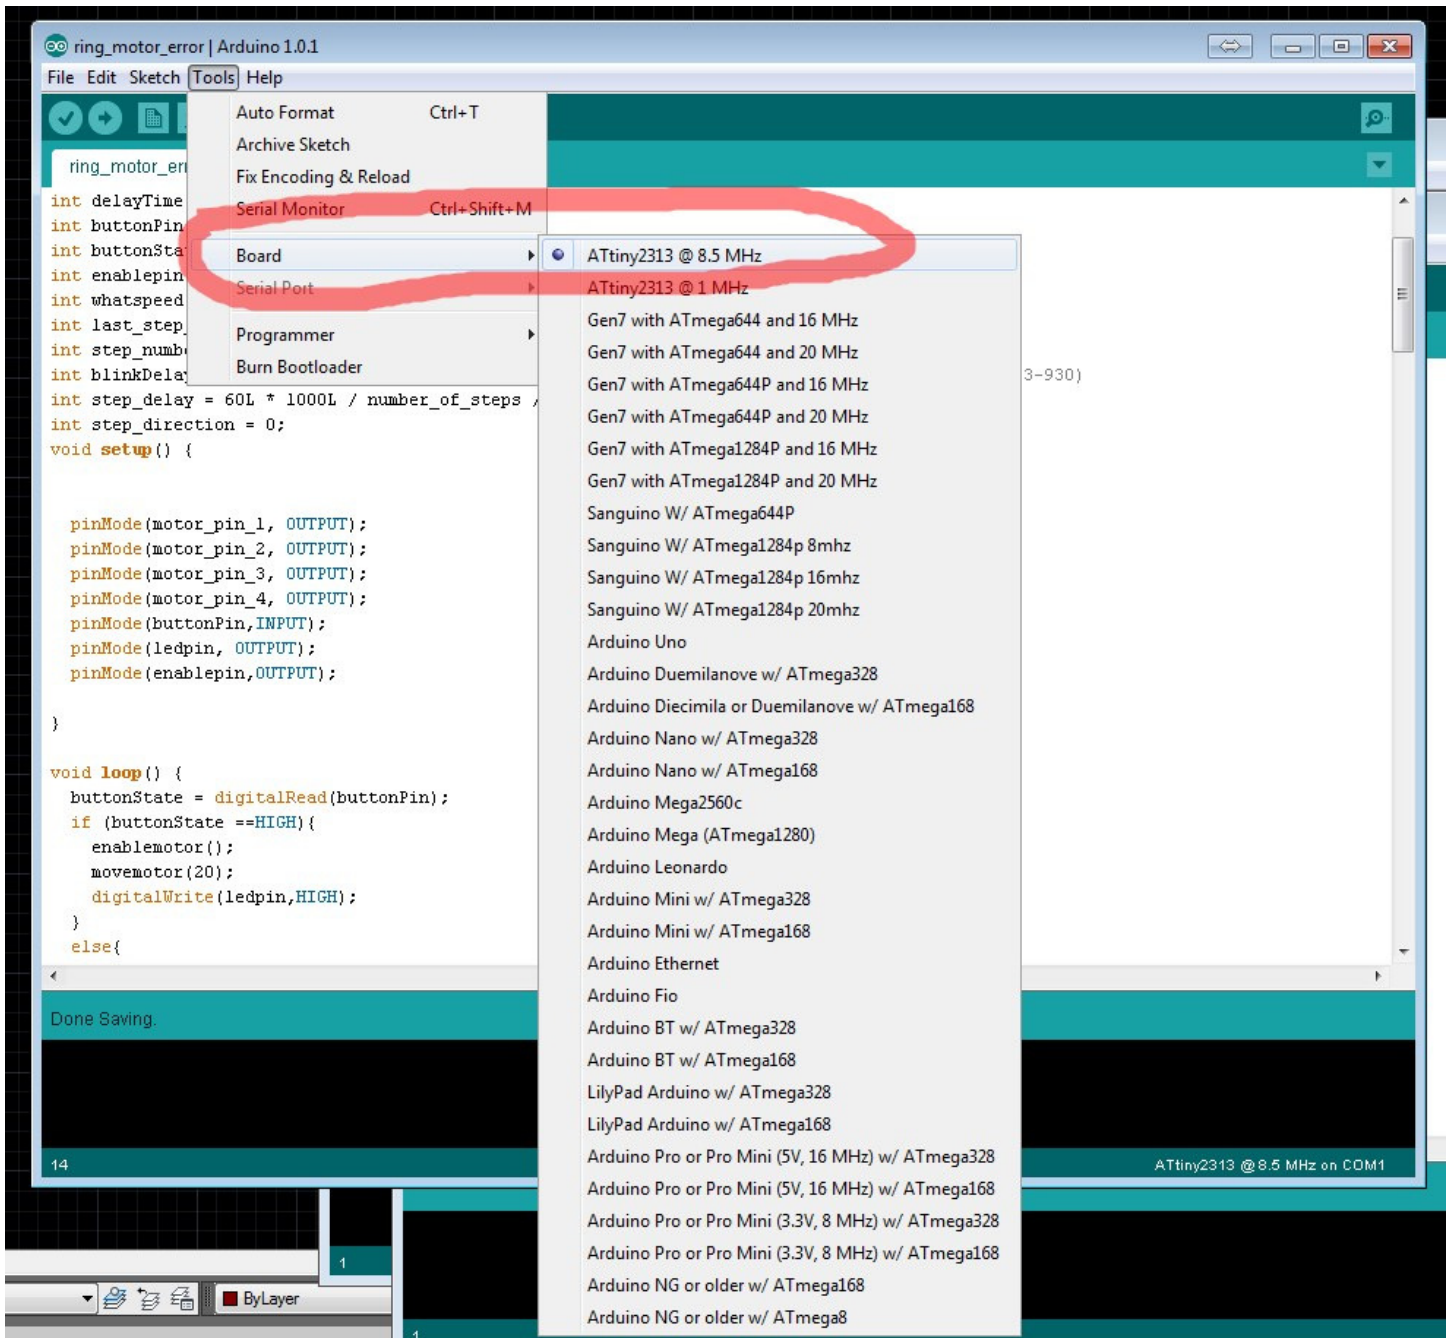 ring_motor_error | Arduino 1.0.1
File Edit Sketch Tools Help
Auto Format Ctrl+T
Archive Sketch
Fix Encoding & Reload
Serial Monitor Ctrl+Shift+M
Board
Serial Port
Programmer
Burn Bootloader
ATtiny2313 @ 8.5 MHz
ATtiny2313 @ 1 MHz
Gen7 with ATmega644 and 16 MHz
Gen7 with ATmega644 and 20 MHz
Gen7 with ATmega644P and 16 MHz
Gen7 with ATmega644P and 20 MHz
Gen7 with ATmega1284P and 16 MHz
Gen7 with ATmega1284P and 20 MHz
Sanguino W/ ATmega644P
Sanguino W/ ATmega1284p 8mhz
Sanguino W/ ATmega1284p 16mhz
Sanguino W/ ATmega1284p 20mhz
Arduino Uno
Arduino Duemilanove w/ ATmega328
Arduino Diecimila or Duemilanove w/ ATmega168
Arduino Nano w/ ATmega328
Arduino Nano w/ ATmega168
Arduino Mega2560c
Arduino Mega (ATmega1280)
Arduino Leonardo
Arduino Mini w/ ATmega328
Arduino Mini w/ ATmega168
Arduino Ethernet
Arduino Fio
Arduino BT w/ ATmega328
Arduino BT w/ ATmega168
LilyPad Arduino w/ ATmega328
LilyPad Arduino w/ ATmega168
Arduino Pro or Pro Mini (5V, 16 MHz) w/ ATmega328
Arduino Pro or Pro Mini (5V, 16 MHz) w/ ATmega168
Arduino Pro or Pro Mini (3.3V, 8 MHz) w/ ATmega328
Arduino Pro or Pro Mini (3.3V, 8 MHz) w/ ATmega168
Arduino NG or older w/ ATmega168
Arduino NG or older w/ ATmega8
ring_motor_err
int delayTime
int buttonPin
int buttonSta
int enablepin
int whatspeed
int last_step_
int step_numb
int blinkDelay 3-930)
int step_delay = 60L * 1000L / number_of_steps /
int step_direction = 0;
void setup() {
pinMode(motor_pin_1, OUTPUT);
pinMode(motor_pin_2, OUTPUT);
pinMode(motor_pin_3, OUTPUT);
pinMode(motor_pin_4, OUTPUT);
pinMode(buttonPin,INPUT);
pinMode(ledpin, OUTPUT);
pinMode(enablepin,OUTPUT);
}
void loop() {
buttonState = digitalRead(buttonPin);
if (buttonState ==HIGH){
enablemotor();
movemotor(20);
digitalWrite(ledpin,HIGH);
}
else{
Done Saving.
14 ATtiny2313 @ 8.5 MHz on COM1
1
ByLayer
1